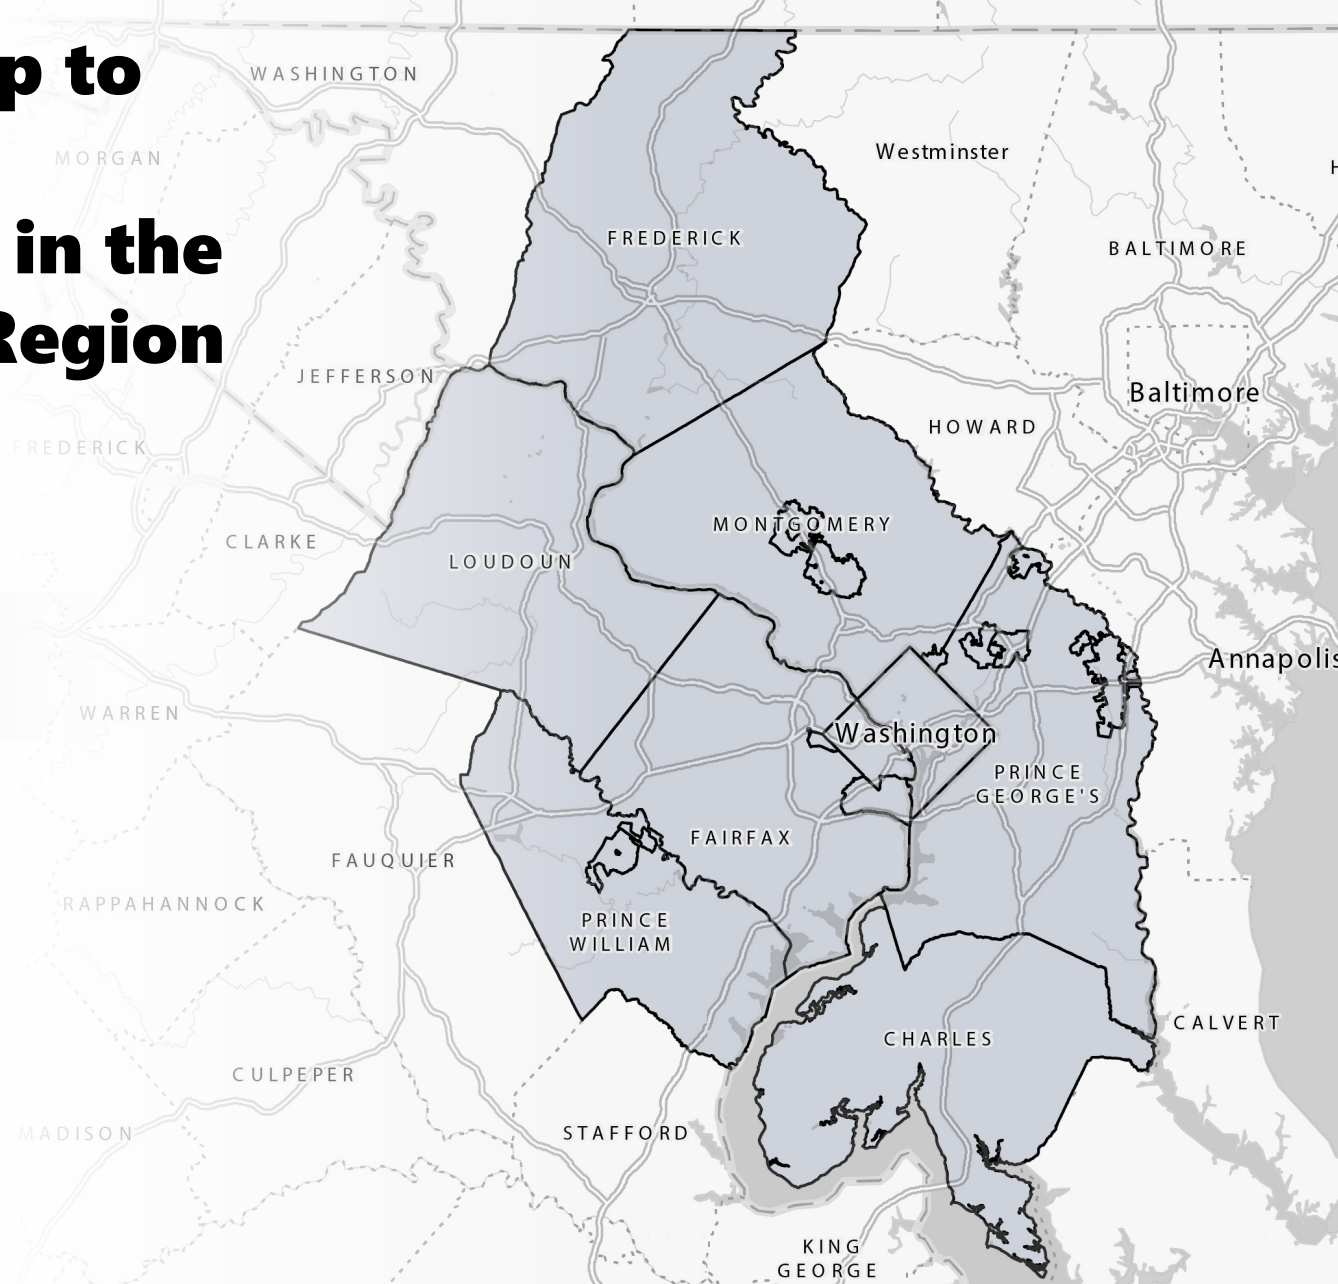 p to
WASHINGTON
MORGAN
Westminster
in the
FREDERICK
BALTIMORE
Region
JEFFERSON
Baltimore
HOWARD
FREDERICK
MONTGOMERY
CLARKE
LOUDOUN
Annapolis
WARREN
Washington
PRINCE
GEORGE'S
FAIRFAX
FAUQUIER
RAPPAHANNOCK
PRINCE
WILLIAM
CALVERT
CHARLES
CULPEPER
MADISON
STAFFORD
KING
GEORGE